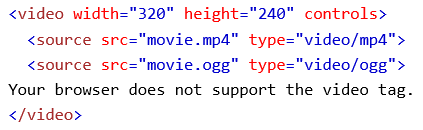 <video width="320" height="240" controls>
  <source src="movie.mp4" type="video/mp4">
  <source src="movie.ogg" type="video/ogg">
Your browser does not support the video tag.
</video>